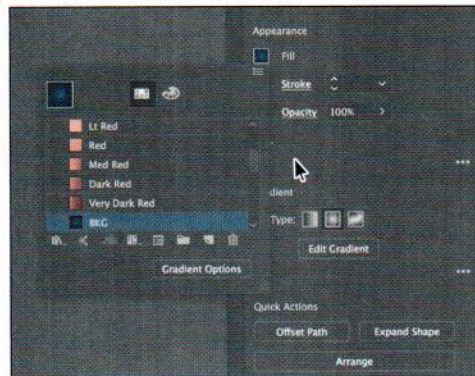 Appearance
Fill
Stroke
Opacity 100%
Lt Red
Red
Med Red
Dark Red
Very Dark Red
BKG
Gradient Options
dient
Type:
Edit Gradient
Quick Actions
Offset Path
Expand Shape
Arrange